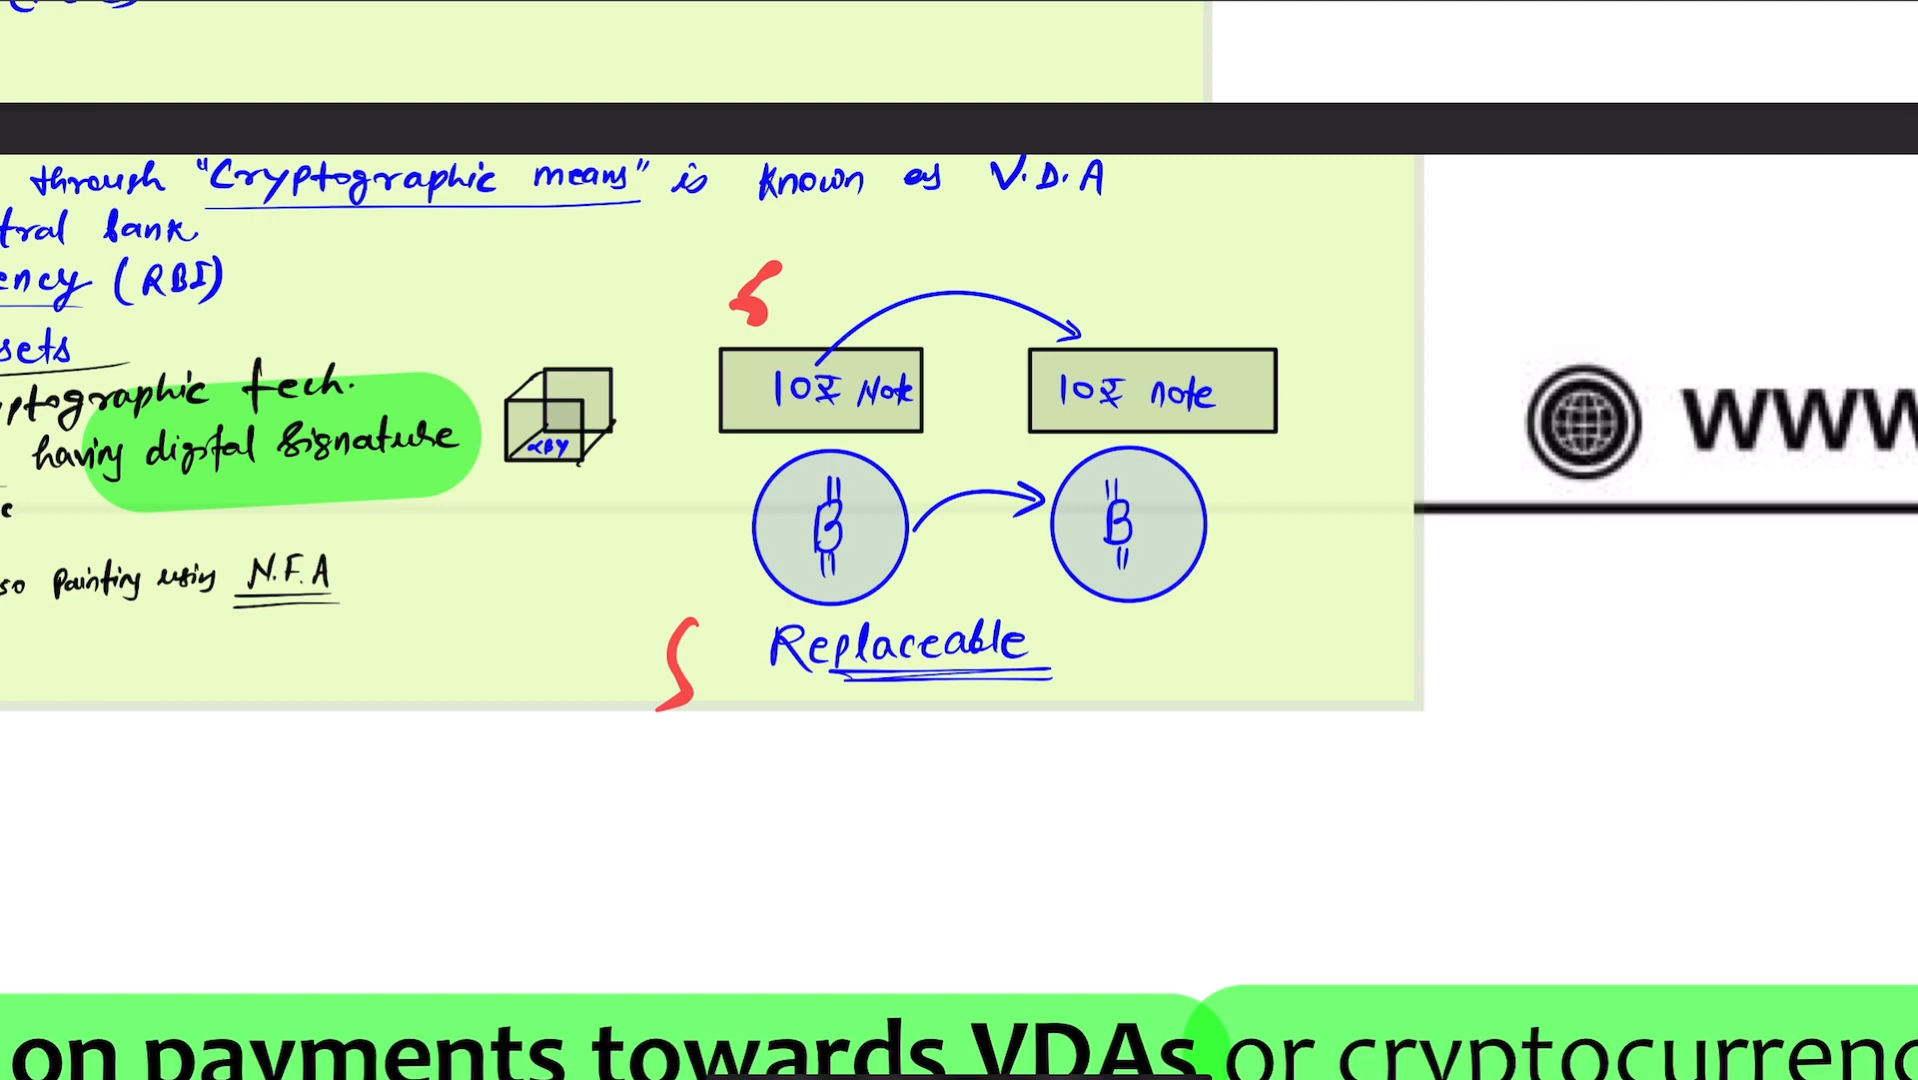 through "Cryptographic means" is known as V.D.A
tral bank
ency (RBI)
sets
ptographic tech.
having digital signature
αβγ
10₹ Note
10₹ note
B
B
so Painting using N.F.A
Replaceable
WWW
on payments towards VDAs or cryptocurrenc